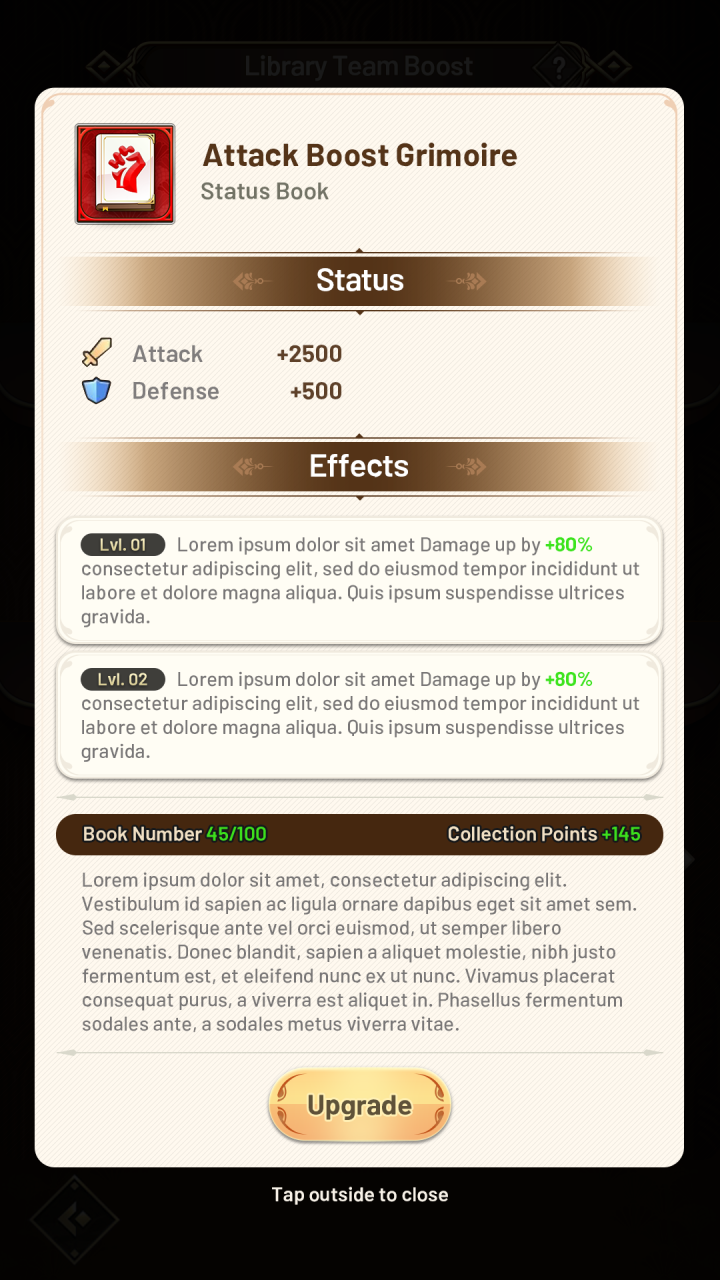 Library Team Boost
?
Attack Boost Grimoire
Status Book
Status
Attack +2500
Defense +500
Effects
Lvl. 01 Lorem ipsum dolor sit amet Damage up by +80%
consectetur adipiscing elit, sed do eiusmod tempor incididunt ut
labore et dolore magna aliqua. Quis ipsum suspendisse ultrices
gravida.
Lvl. 02 Lorem ipsum dolor sit amet Damage up by +80%
consectetur adipiscing elit, sed do eiusmod tempor incididunt ut
labore et dolore magna aliqua. Quis ipsum suspendisse ultrices
gravida.
Book Number 45/100 Collection Points +145
Lorem ipsum dolor sit amet, consectetur adipiscing elit.
Vestibulum id sapien ac ligula ornare dapibus eget sit amet sem.
Sed scelerisque ante vel orci euismod, ut semper libero
venenatis. Donec blandit, sapien a aliquet molestie, nibh justo
fermentum est, et eleifend nunc ex ut nunc. Vivamus placerat
consequat purus, a viverra est aliquet in. Phasellus fermentum
sodales ante, a sodales metus viverra vitae.
Upgrade
Tap outside to close